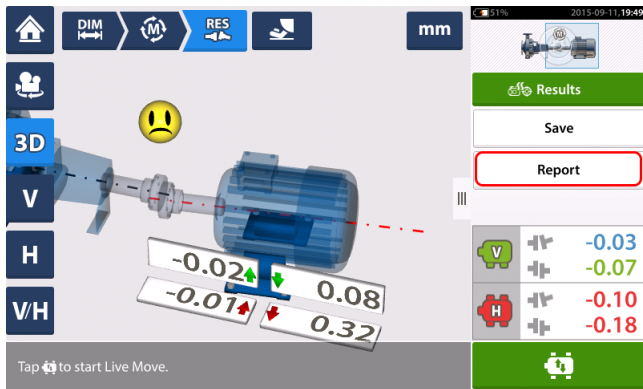 DIM
M
RES
mm
51%
2015-09-11,19:49
M
Results
Save
Report
3D
V
H
V/H
-0.02
0.08
-0.01
0.32
V
-0.03
-0.07
H
-0.10
-0.18
Tap to start Live Move.